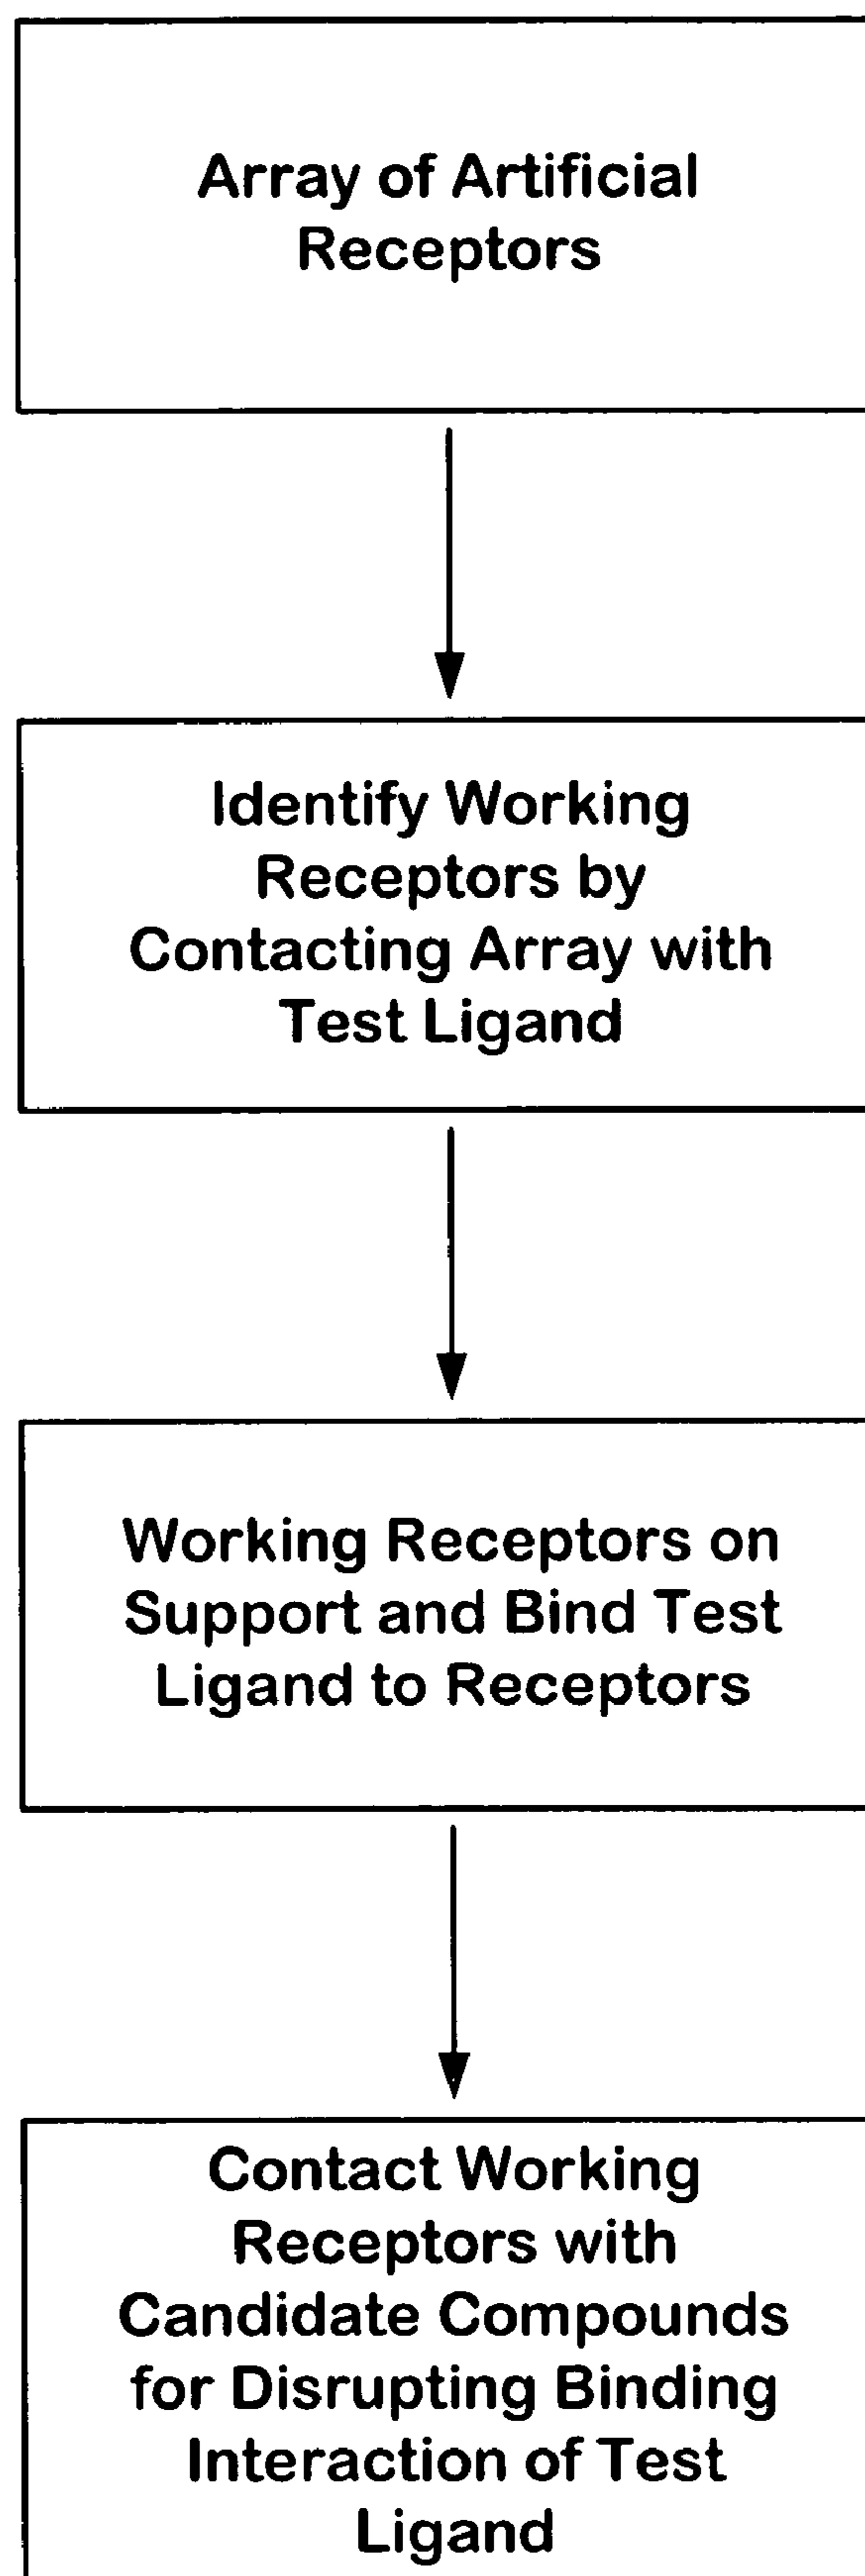 Array of Artificial
Receptors
Identify Working
Receptors by
Contacting Array with
Test Ligand
Working Receptors on
Support and Bind Test
Ligand to Receptors
Contact Working
Receptors with
Candidate Compounds
for Disrupting Binding
Interaction of Test
Ligand